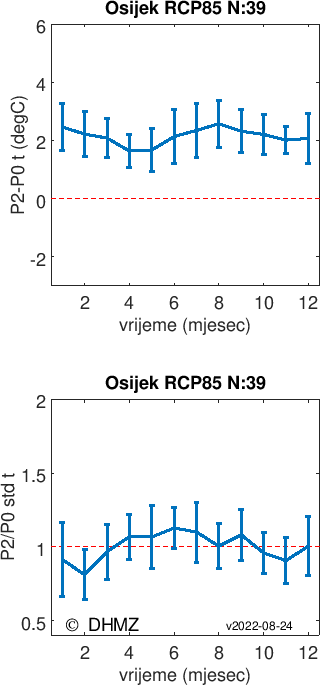 Osijek RCP85 N:39
6
4
2
0
-2
P2-P0 t (degC)
2 4 6 8 10 12
vrijeme (mjesec)
Osijek RCP85 N:39
2
1.5
1
0.5
P2/P0 std t
© DHMZ
v2022-08-24
2 4 6 8 10 12
vrijeme (mjesec)